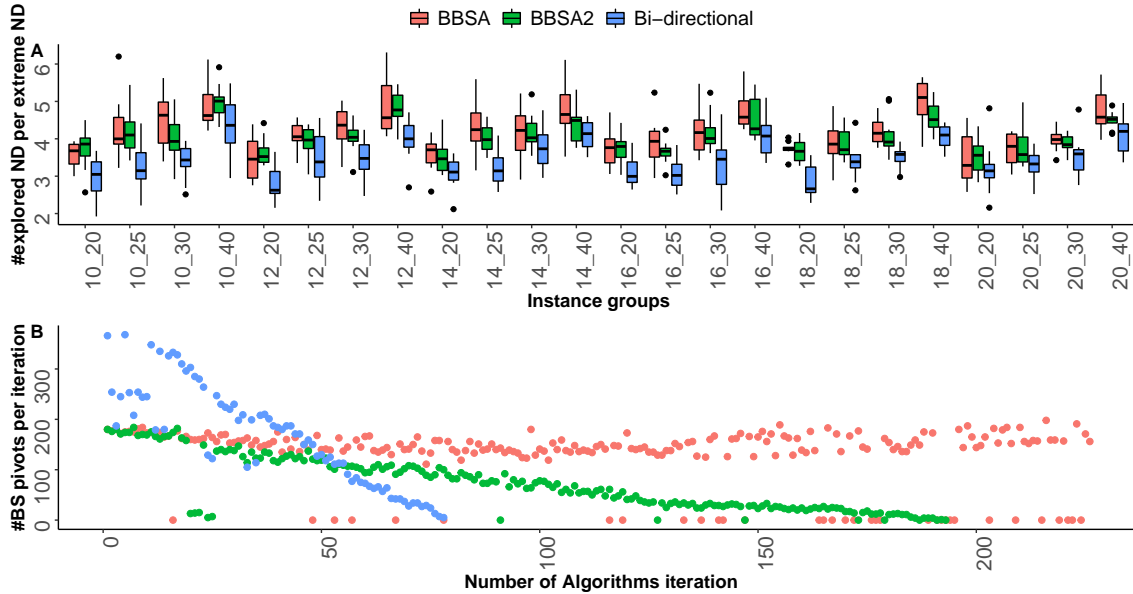 BBSA BBSA2 Bi-directional
A
#explored ND per extreme ND
6
5
4
3
2
10_20 10_25 10_30 10_40 12_20 12_25 12_30 12_40 14_20 14_25 14_30 14_40 16_20 16_25 16_30 16_40 18_20 18_25 18_30 18_40 20_20 20_25 20_30 20_40
Instance groups
B
#BS pivots per iteration
300
200
100
0
0 50 100 150 200
Number of Algorithms iteration